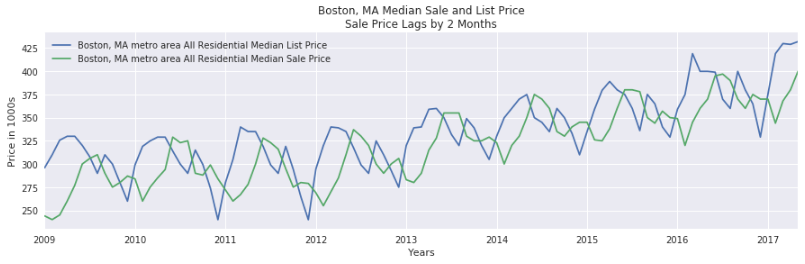 Boston, MA Median Sale and List Price
Sale Price Lags by 2 Months
Boston, MA metro area All Residential Median List Price
Boston, MA metro area All Residential Median Sale Price
Price in 1000s
425
400
375
350
325
300
275
250
2009 2010 2011 2012 2013 2014 2015 2016 2017
Years